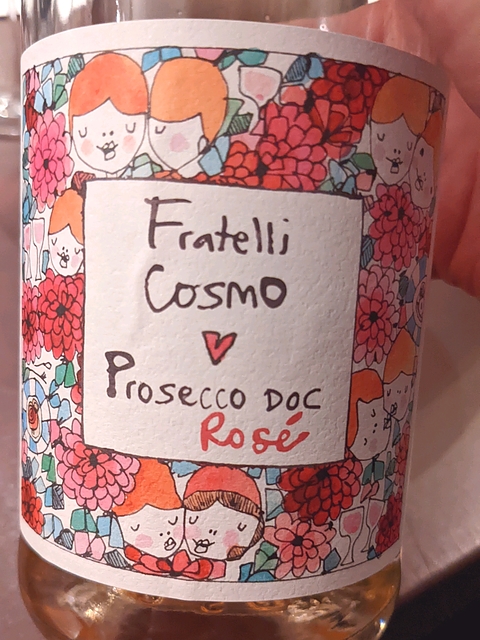 Fratelli
Cosmo
Prosecco DOC
Rosé